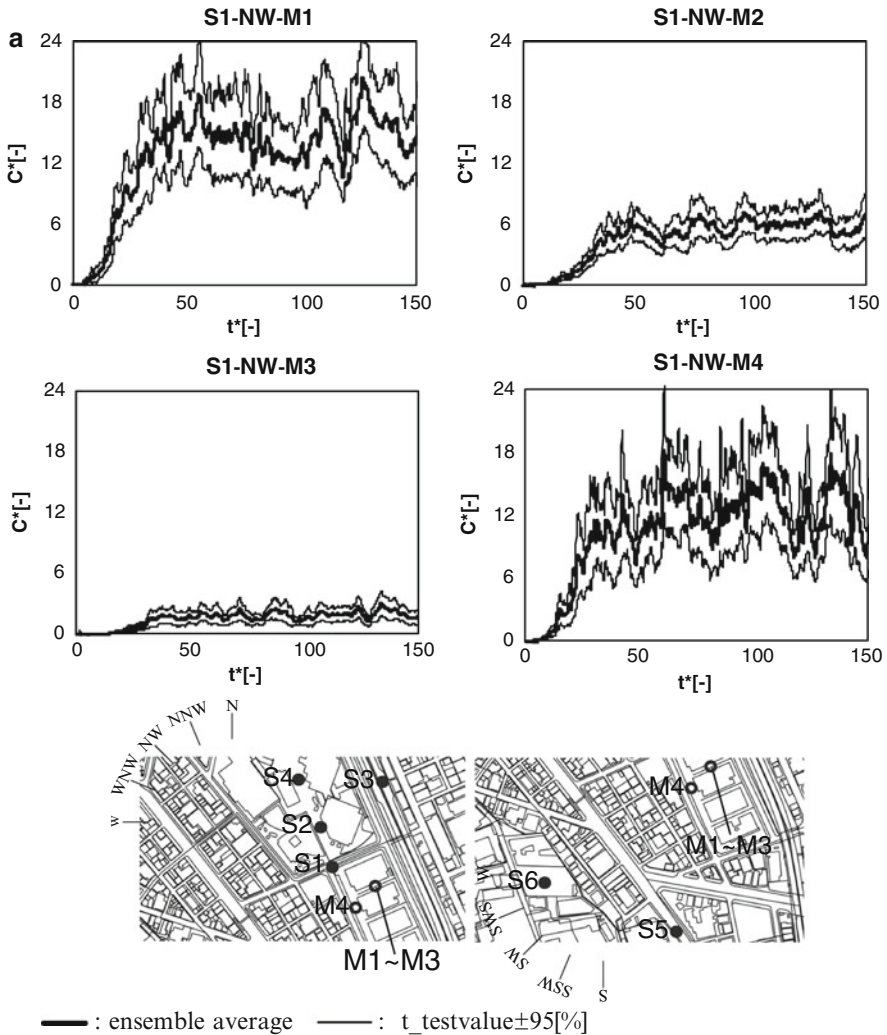 a
S1-NW-M1
24
18
12
6
0
C*[-]
0 50 100 150
t*[-]
S1-NW-M2
24
18
12
6
0
C*[-]
0 50 100 150
t*[-]
S1-NW-M3
24
18
12
6
0
C*[-]
0 50 100 150
t*[-]
S1-NW-M4
24
18
12
6
0
C*[-]
0 50 100 150
t*[-]
N
NNW
NW
WNW
W
S4
S3
S2
S1
M4
M1~M3
M4
M1~M3
S6
S5
W
SWS
SW
SSW
S
: ensemble average : t_testvalue±95[%]